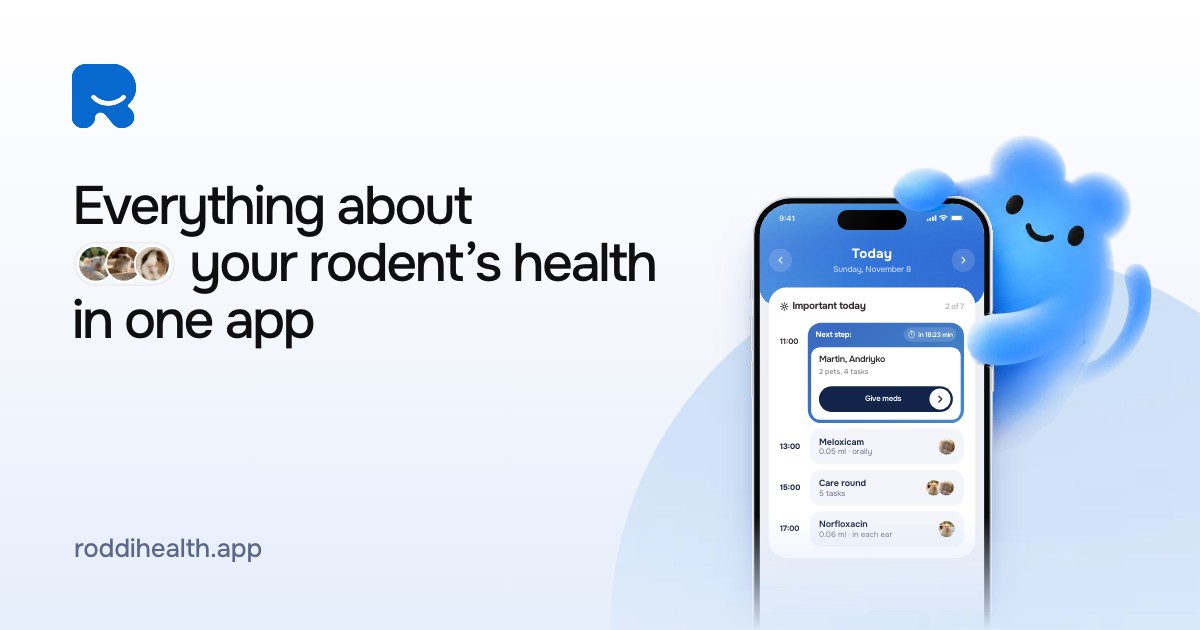 Everything about
your rodent's health
in one app
roddihealth.app
9:41
Today
Sunday, November 8
Important today
2 of 7
11:00
Next step:
in 18:23 min
Martin, Andriyko
2 pets, 4 tasks
Give meds
13:00
Meloxicam
0.05 ml · orally
15:00
Care round
5 tasks
17:00
Norfloxacin
0.06 ml · in each ear